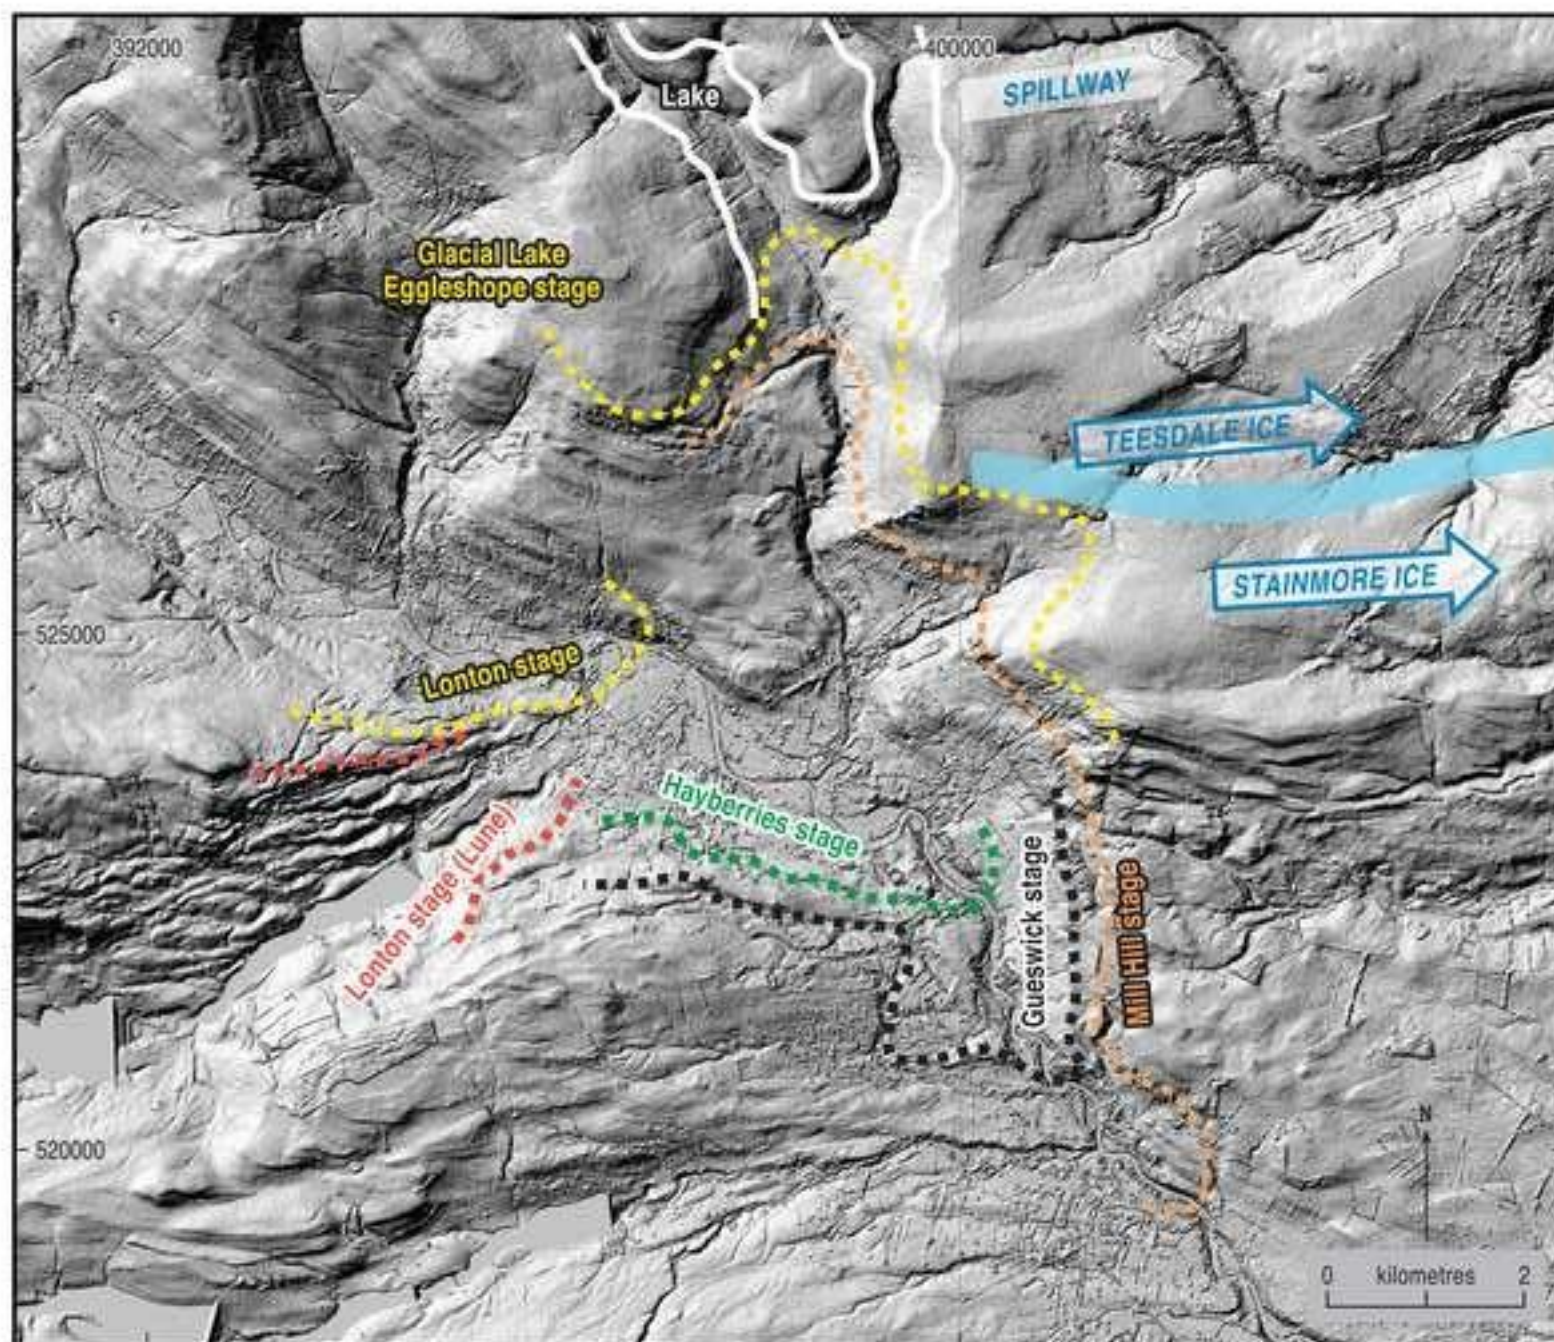 392000
400000
Lake
SPILLWAY
Glacial Lake
Eggleshope stage
TEESDALE ICE
STAINMORE ICE
525000
Lonton stage
Hayberries stage
Lonton stage (Lune)
Gueswick stage
Mill Hill stage
520000
N
0 kilometres 2